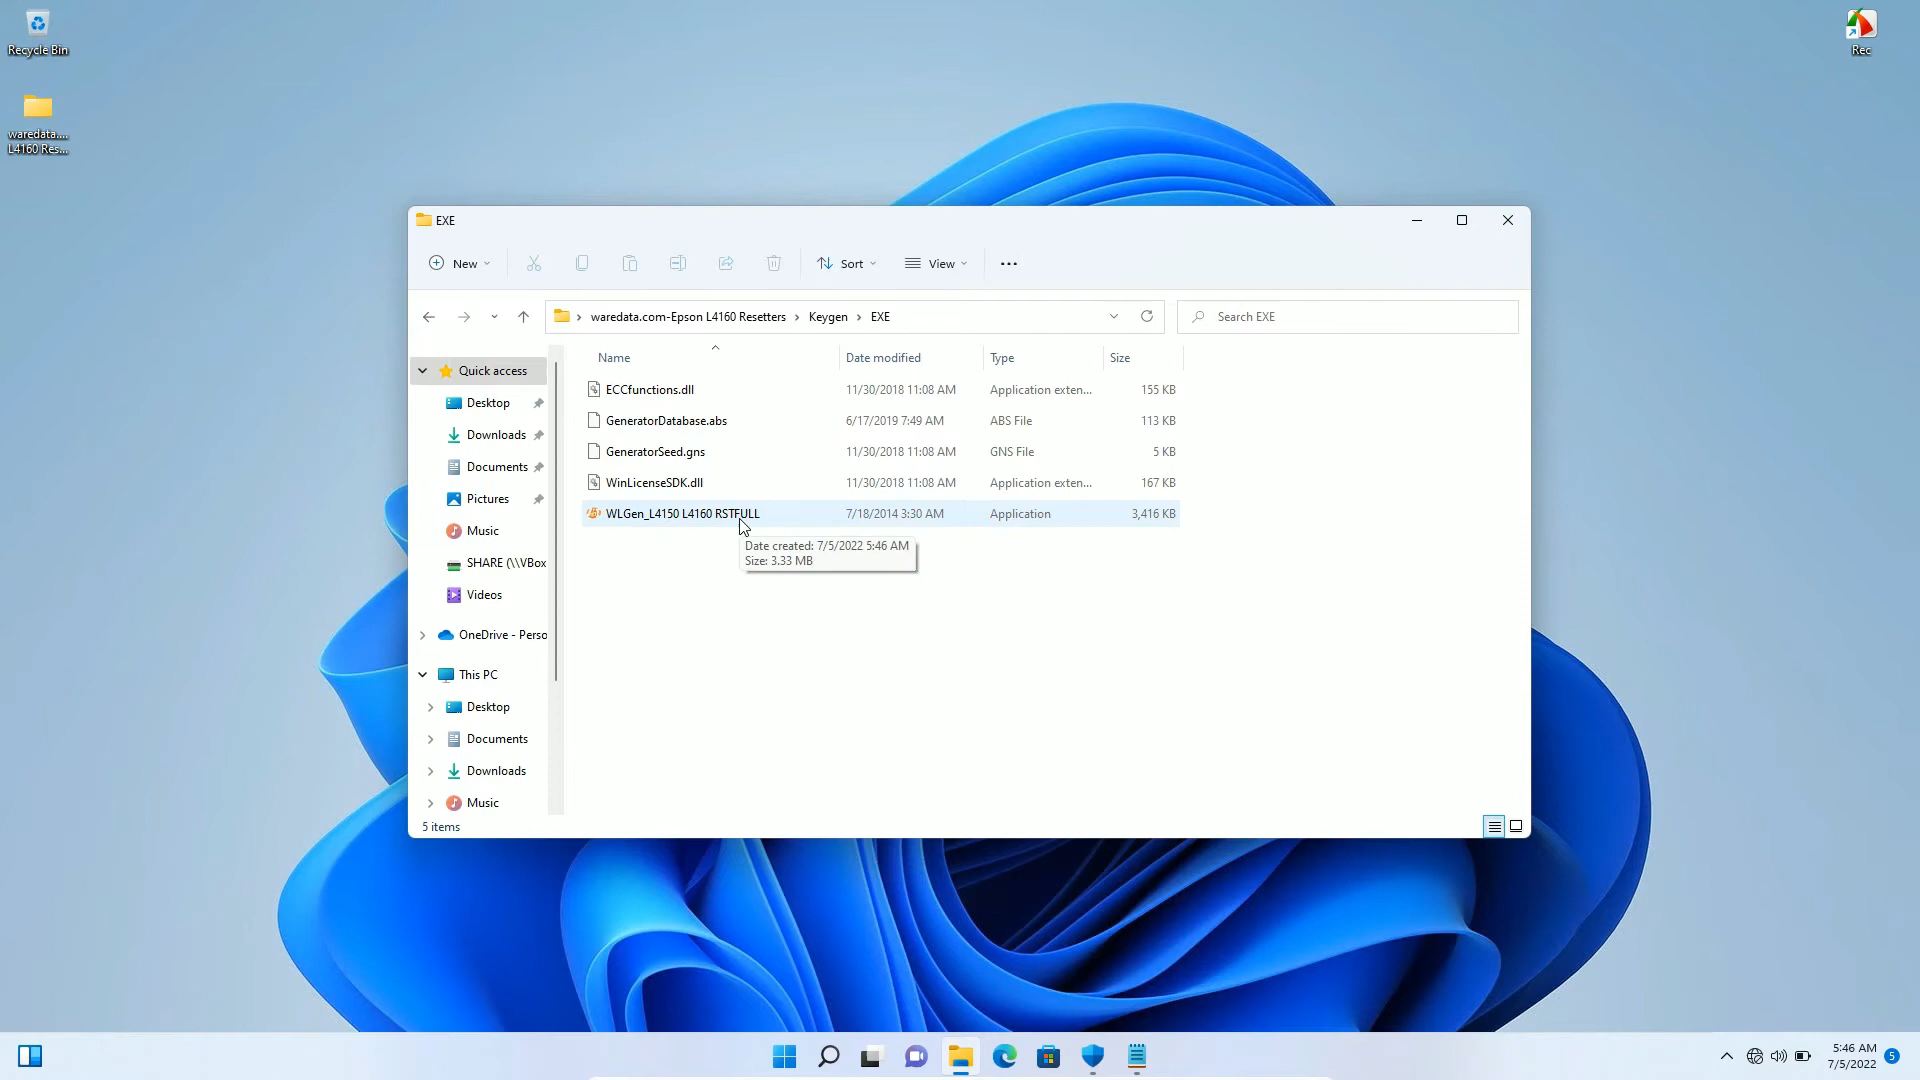 Recycle Bin
waredata....
L4160 Res...
Rec
EXE
New
Sort
View
waredata.com-Epson L4160 Resetters > Keygen > EXE
Search EXE
Name Date modified Type Size
ECCfunctions.dll 11/30/2018 11:08 AM Application exten... 155 KB
GeneratorDatabase.abs 6/17/2019 7:49 AM ABS File 113 KB
GeneratorSeed.gns 11/30/2018 11:08 AM GNS File 5 KB
WinLicenseSDK.dll 11/30/2018 11:08 AM Application exten... 167 KB
WLGen_L4150 L4160 RSTFULL 7/18/2014 3:30 AM Application 3,416 KB
Date created: 7/5/2022 5:46 AM
Size: 3.33 MB
Quick access
Desktop
Downloads
Documents
Pictures
Music
SHARE (\\VBox
Videos
OneDrive - Perso
This PC
Desktop
Documents
Downloads
Music
5 items
5:46 AM
7/5/2022
5